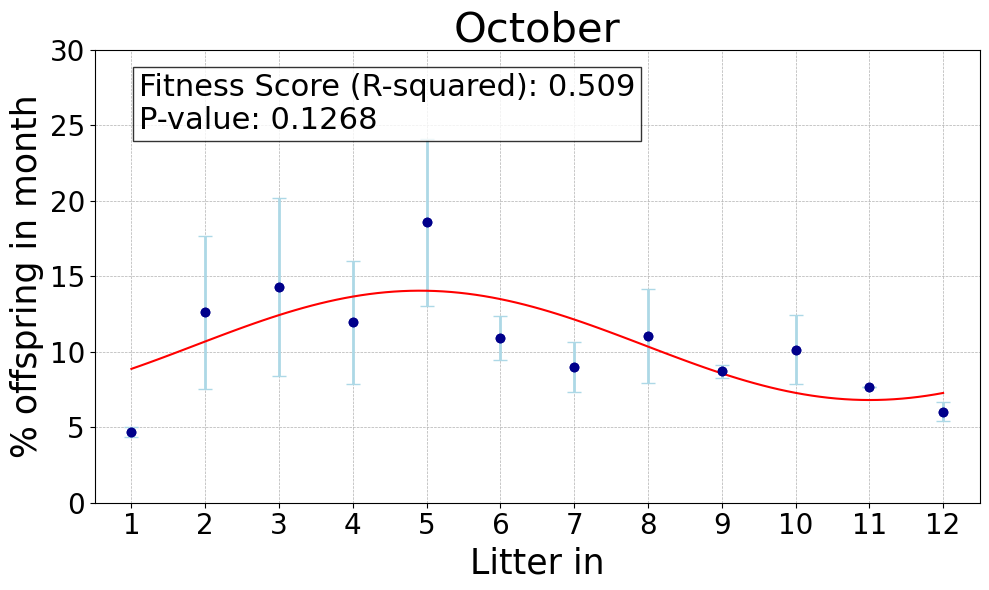 October
Fitness Score (R-squared): 0.509
P-value: 0.1268
% offspring in month
30
25
20
15
10
5
0
1 2 3 4 5 6 7 8 9 10 11 12
Litter in